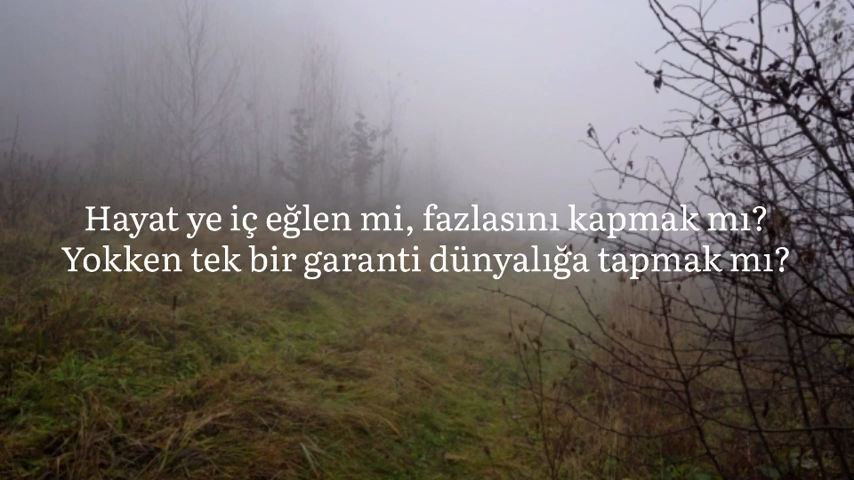 Hayat ye iç eğlen mi, fazlasını kapmak mı?
Yokken tek bir garanti dünyalığa tapmak mı?